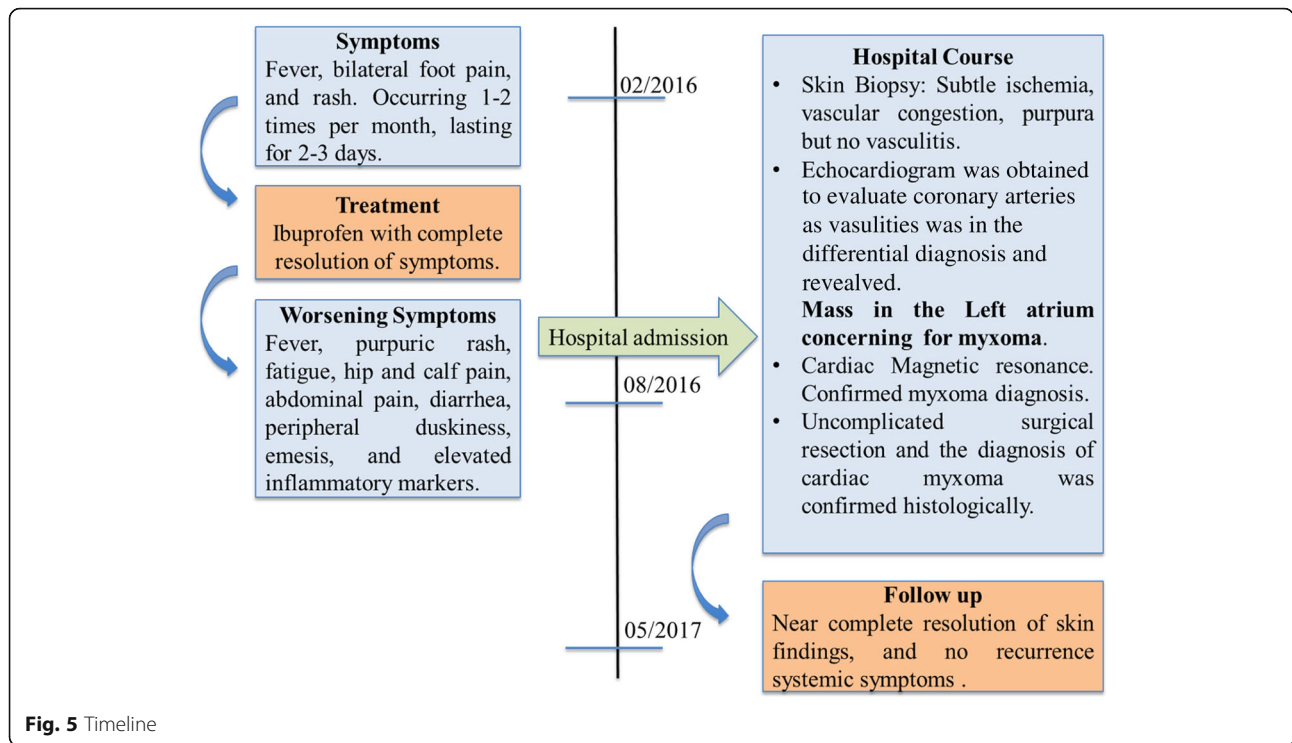 Symptoms
Fever, bilateral foot pain,
and rash. Occurring 1-2
times per month, lasting
for 2-3 days.
Treatment
Ibuprofen with complete
resolution of symptoms.
Worsening Symptoms
Fever, purpuric rash,
fatigue, hip and calf pain,
abdominal pain, diarrhea,
peripheral duskiness,
emesis, and elevated
inflammatory markers.
02/2016
Hospital admission
08/2016
05/2017
Hospital Course
• Skin Biopsy: Subtle ischemia,
vascular congestion, purpura
but no vasculitis.
• Echocardiogram was obtained
to evaluate coronary arteries
as vasulities was in the
differential diagnosis and
revealved.
Mass in the Left atrium
concerning for myxoma.
• Cardiac Magnetic resonance.
Confirmed myxoma diagnosis.
• Uncomplicated surgical
resection and the diagnosis of
cardiac myxoma was
confirmed histologically.
Follow up
Near complete resolution of skin
findings, and no recurrence
systemic symptoms .
Fig. 5 Timeline